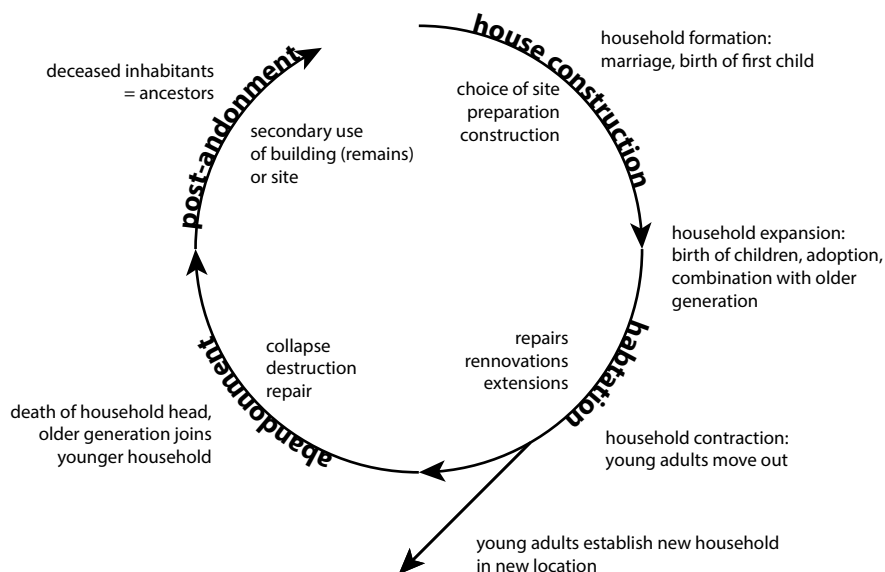 house construction
household formation:
marriage, birth of first child
choice of site
preparation
construction
household expansion:
birth of children, adoption,
combination with older
generation
habtation
repairs
rennovations
extensions
household contraction:
young adults move out
young adults establish new household
in new location
abandonment
collapse
destruction
repair
death of household head,
older generation joins
younger household
post-andonment
deceased inhabitants
= ancestors
secondary use
of building (remains)
or site